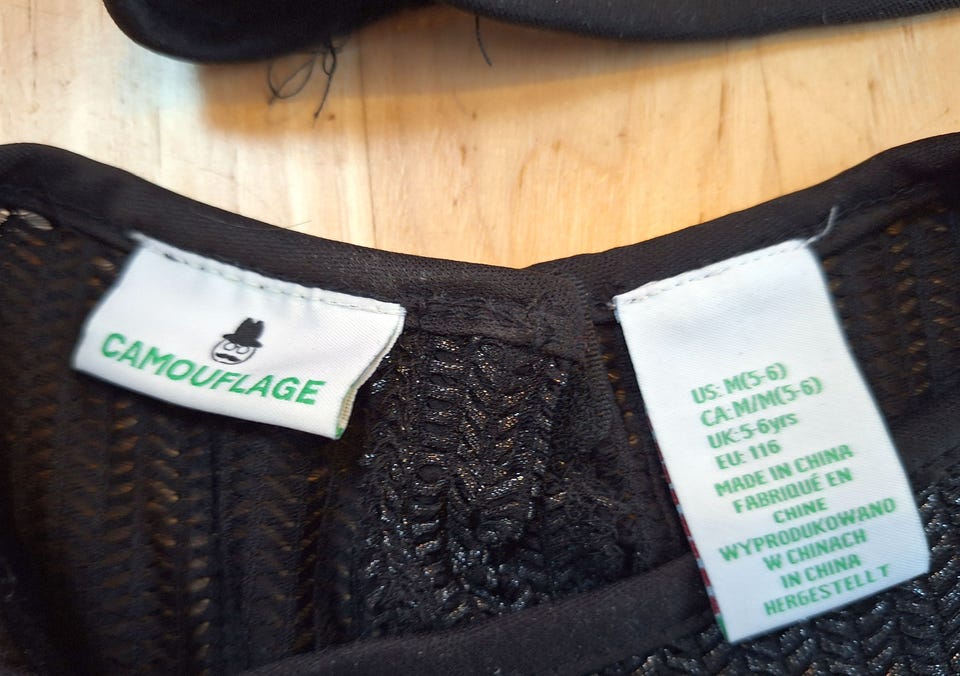 CAMOUFLAGE
US: M(5-6)
CA: M/M(5-6)
UK: 5-6yrs
EU: 116
MADE IN CHINA
FABRIQUÉ EN
CHINE
WYPRODUKOWANO
W CHINACH
IN CHINA
HERGESTELLT